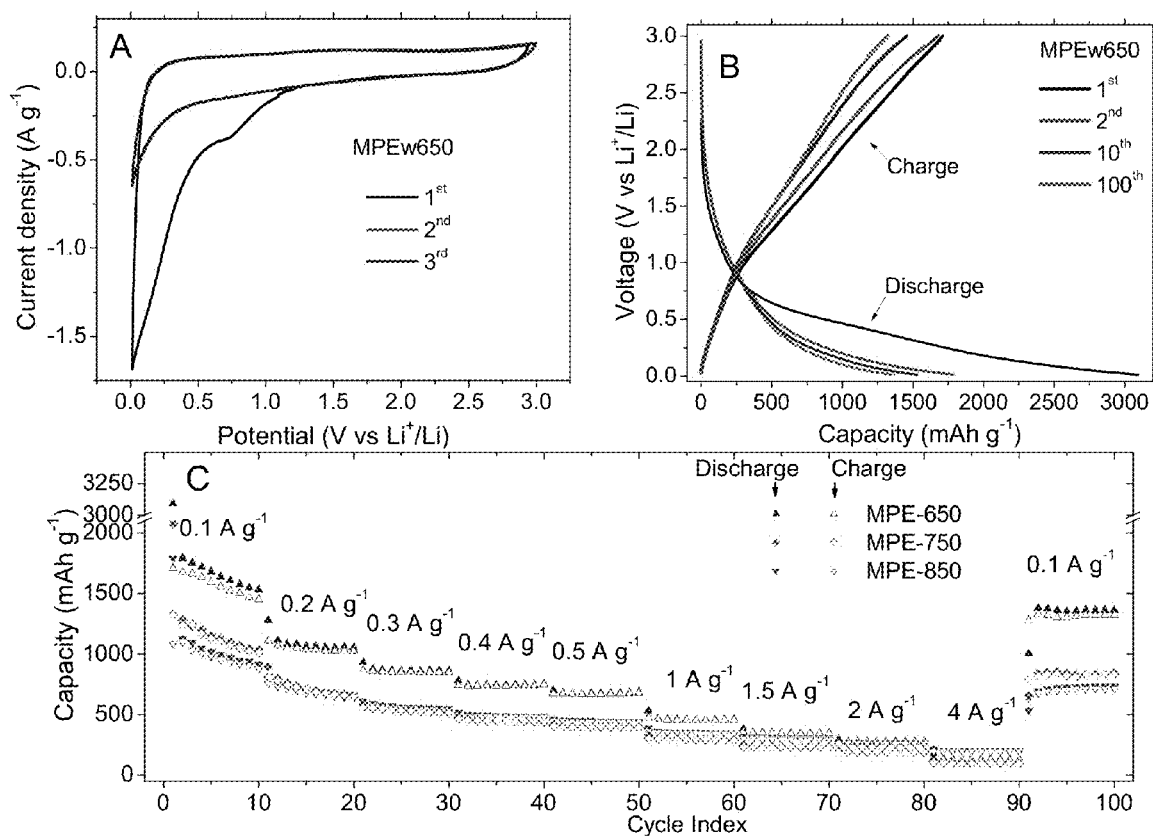 A
0.0
-0.5
-1.0
-1.5
Current density (A g⁻¹)
MPEw650
1ˢᵗ
2ⁿᵈ
3ʳᵈ
0.0 0.5 1.0 1.5 2.0 2.5 3.0
Potential (V vs Li⁺/Li)
B
3.0
2.5
2.0
1.5
1.0
0.5
0.0
Voltage (V vs Li⁺/Li)
MPEw650
1ˢᵗ
2ⁿᵈ
10ᵗʰ
100ᵗʰ
Charge
Discharge
0 500 1000 1500 2000 2500 3000
Capacity (mAh g⁻¹)
C
3250
3000
2000
1500
1000
500
0
Capacity (mAh g⁻¹)
Discharge Charge
MPE-650
MPE-750
MPE-850
0.1 A g⁻¹
0.2 A g⁻¹
0.3 A g⁻¹
0.4 A g⁻¹
0.5 A g⁻¹
1 A g⁻¹
1.5 A g⁻¹
2 A g⁻¹
4 A g⁻¹
0.1 A g⁻¹
0 10 20 30 40 50 60 70 80 90 100
Cycle Index